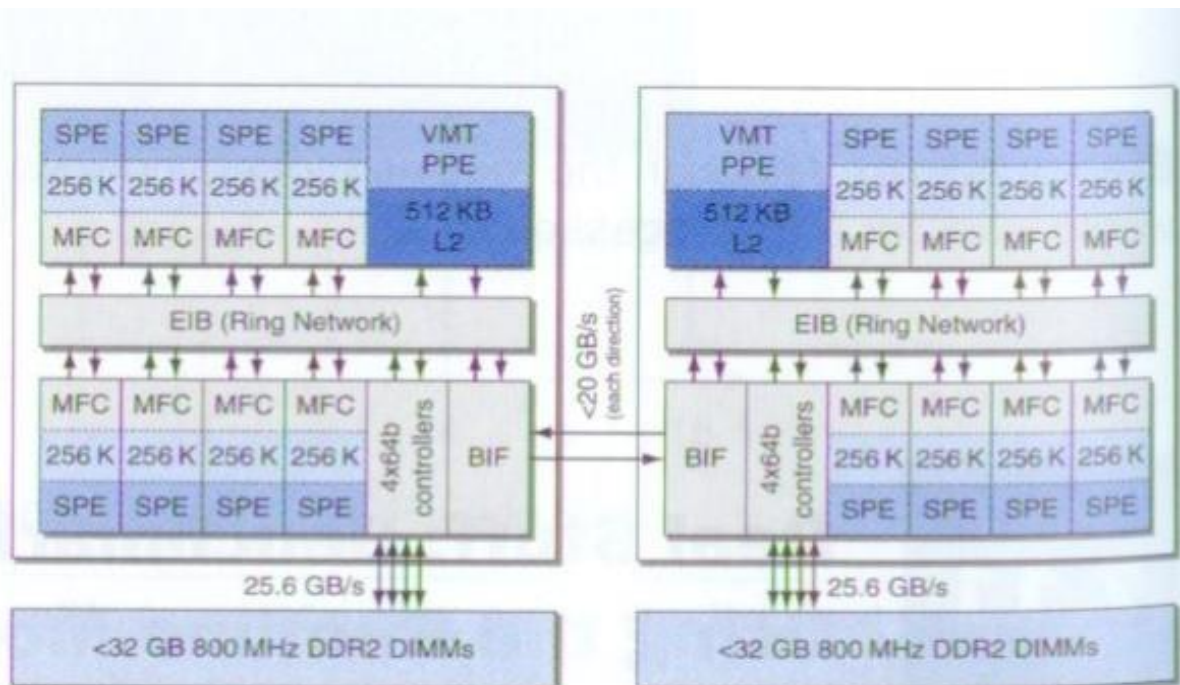 SPE SPE SPE SPE VMT PPE
256 K 256 K 256 K 256 K 512 KB L2
MFC MFC MFC MFC
EIB (Ring Network)
MFC MFC MFC MFC 4x64b controllers BIF
256 K 256 K 256 K 256 K
SPE SPE SPE SPE
25.6 GB/s
<32 GB 800 MHz DDR2 DIMMs
<20 GB/s
(each direction)
VMT PPE SPE SPE SPE SPE
512 KB L2 256 K 256 K 256 K 256 K
MFC MFC MFC MFC
EIB (Ring Network)
BIF 4x64b controllers MFC MFC MFC MFC
256 K 256 K 256 K 256 K
SPE SPE SPE SPE
25.6 GB/s
<32 GB 800 MHz DDR2 DIMMs